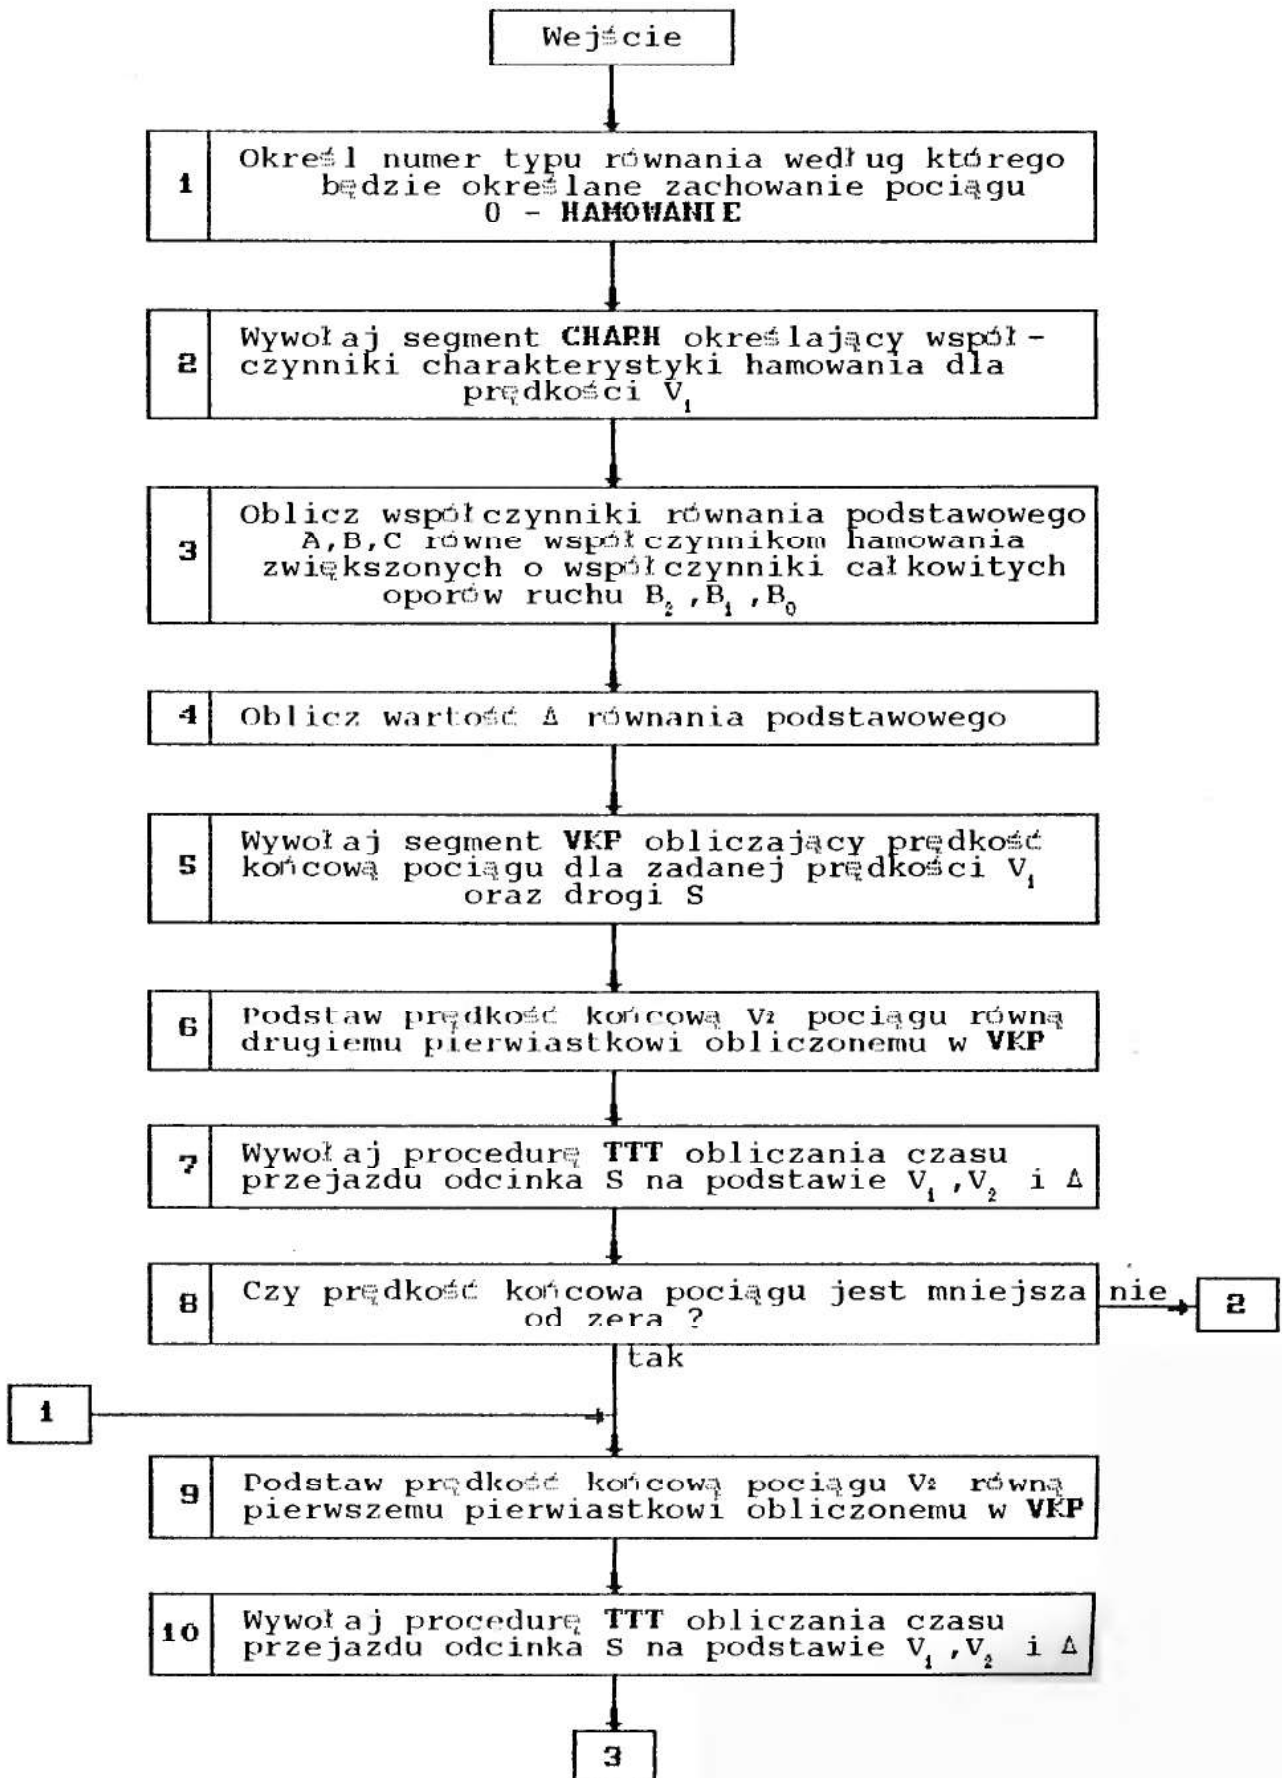 Wejście
1
Określ numer typu równania według którego
będzie określane zachowanie pociągu
0 - HAMOWANIE
2
Wywołaj segment CHARH określający współ-
czynniki charakterystyki hamowania dla
prędkości V₁
3
Oblicz współczynniki równania podstawowego
A,B,C równe współczynnikom hamowania
zwiększonych o współczynniki całkowitych
oporów ruchu B₂,B₁,B₀
4
Oblicz wartość Δ równania podstawowego
5
Wywołaj segment VKP obliczający prędkość
końcową pociągu dla zadanej prędkości V₁
oraz drogi S
6
Podstaw prędkość końcową V₂ pociągu równą
drugiemu pierwiastkowi obliczonemu w VKP
7
Wywołaj procedurę TTT obliczania czasu
przejazdu odcinka S na podstawie V₁,V₂ i Δ
8
Czy prędkość końcowa pociągu jest mniejsza
od zera ?
nie
2
tak
1
9
Podstaw prędkość końcową pociągu V₂ równą
pierwszemu pierwiastkowi obliczonemu w VKP
10
Wywołaj procedurę TTT obliczania czasu
przejazdu odcinka S na podstawie V₁,V₂ i Δ
3